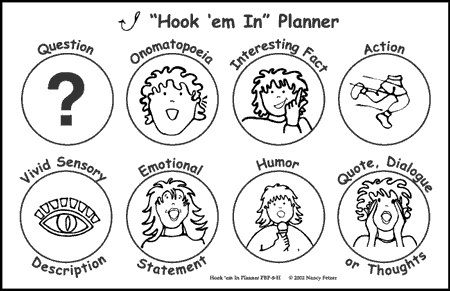 “Hook 'em In” Planner
Question
Onomatopoeia
Interesting Fact
Action
?
Vivid Sensory
Description
Emotional
Statement
Humor
Quote, Dialogue
or Thoughts
Hook 'em In Planner PEP-8-H © 2002 Nancy Fetzer